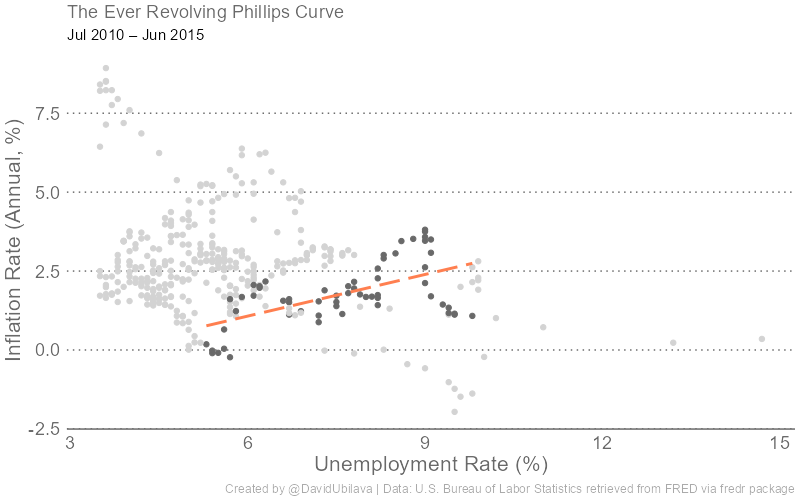 The Ever Revolving Phillips Curve
Jul 2010 – Jun 2015
Inflation Rate (Annual, %)
7.5
5.0
2.5
0.0
-2.5
3 6 9 12 15
Unemployment Rate (%)
Created by @DavidUbilava | Data: U.S. Bureau of Labor Statistics retrieved from FRED via fredr package